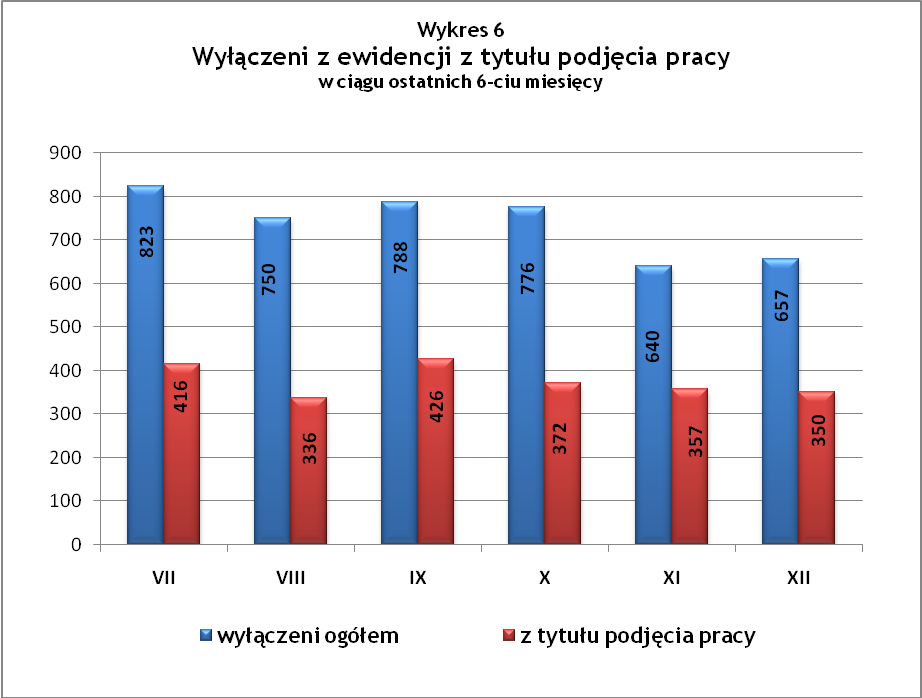 Wykres 6
Wyłączeni z ewidencji z tytułu podjęcia pracy
w ciągu ostatnich 6-ciu miesięcy
900
800
700
600
500
400
300
200
100
0
823
416
750
336
788
426
776
372
640
357
657
350
VII
VIII
IX
X
XI
XII
wyłączeni ogółem
z tytułu podjęcia pracy